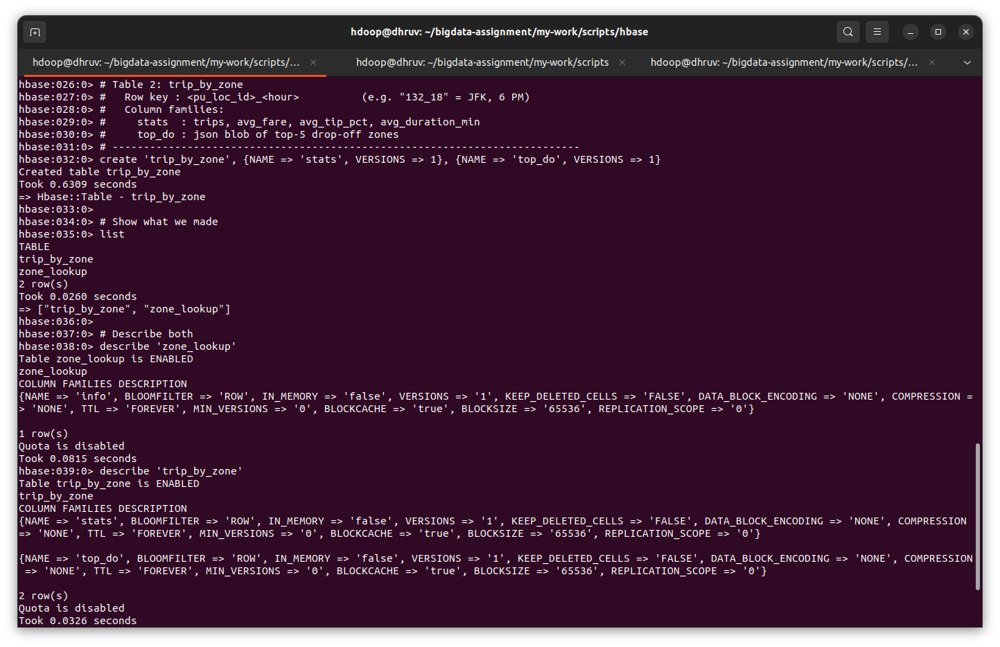 hdoop@dhruv: ~/bigdata-assignment/my-work/scripts/hbase
hdoop@dhruv: ~/bigdata-assignment/my-work/scripts/...
hdoop@dhruv: ~/bigdata-assignment/my-work/scripts
hdoop@dhruv: ~/bigdata-assignment/my-work/scripts/...
hbase:026:0> # Table 2: trip_by_zone
hbase:027:0> #   Row key : <pu_loc_id>_<hour>          (e.g. "132_18" = JFK, 6 PM)
hbase:028:0> #   Column families:
hbase:029:0> #     stats  : trips, avg_fare, avg_tip_pct, avg_duration_min
hbase:030:0> #     top_do : json blob of top-5 drop-off zones
hbase:031:0> # ---------------------------------------------------------------------------
hbase:032:0> create 'trip_by_zone', {NAME => 'stats', VERSIONS => 1}, {NAME => 'top_do', VERSIONS => 1}
Created table trip_by_zone
Took 0.6309 seconds
=> Hbase::Table - trip_by_zone
hbase:033:0>
hbase:034:0> # Show what we made
hbase:035:0> list
TABLE
trip_by_zone
zone_lookup
2 row(s)
Took 0.0260 seconds
=> ["trip_by_zone", "zone_lookup"]
hbase:036:0>
hbase:037:0> # Describe both
hbase:038:0> describe 'zone_lookup'
Table zone_lookup is ENABLED
zone_lookup
COLUMN FAMILIES DESCRIPTION
{NAME => 'info', BLOOMFILTER => 'ROW', IN_MEMORY => 'false', VERSIONS => '1', KEEP_DELETED_CELLS => 'FALSE', DATA_BLOCK_ENCODING => 'NONE', COMPRESSION =
> 'NONE', TTL => 'FOREVER', MIN_VERSIONS => '0', BLOCKCACHE => 'true', BLOCKSIZE => '65536', REPLICATION_SCOPE => '0'}
1 row(s)
Quota is disabled
Took 0.0815 seconds
hbase:039:0> describe 'trip_by_zone'
Table trip_by_zone is ENABLED
trip_by_zone
COLUMN FAMILIES DESCRIPTION
{NAME => 'stats', BLOOMFILTER => 'ROW', IN_MEMORY => 'false', VERSIONS => '1', KEEP_DELETED_CELLS => 'FALSE', DATA_BLOCK_ENCODING => 'NONE', COMPRESSION
=> 'NONE', TTL => 'FOREVER', MIN_VERSIONS => '0', BLOCKCACHE => 'true', BLOCKSIZE => '65536', REPLICATION_SCOPE => '0'}
{NAME => 'top_do', BLOOMFILTER => 'ROW', IN_MEMORY => 'false', VERSIONS => '1', KEEP_DELETED_CELLS => 'FALSE', DATA_BLOCK_ENCODING => 'NONE', COMPRESSION
 => 'NONE', TTL => 'FOREVER', MIN_VERSIONS => '0', BLOCKCACHE => 'true', BLOCKSIZE => '65536', REPLICATION_SCOPE => '0'}
2 row(s)
Quota is disabled
Took 0.0326 seconds